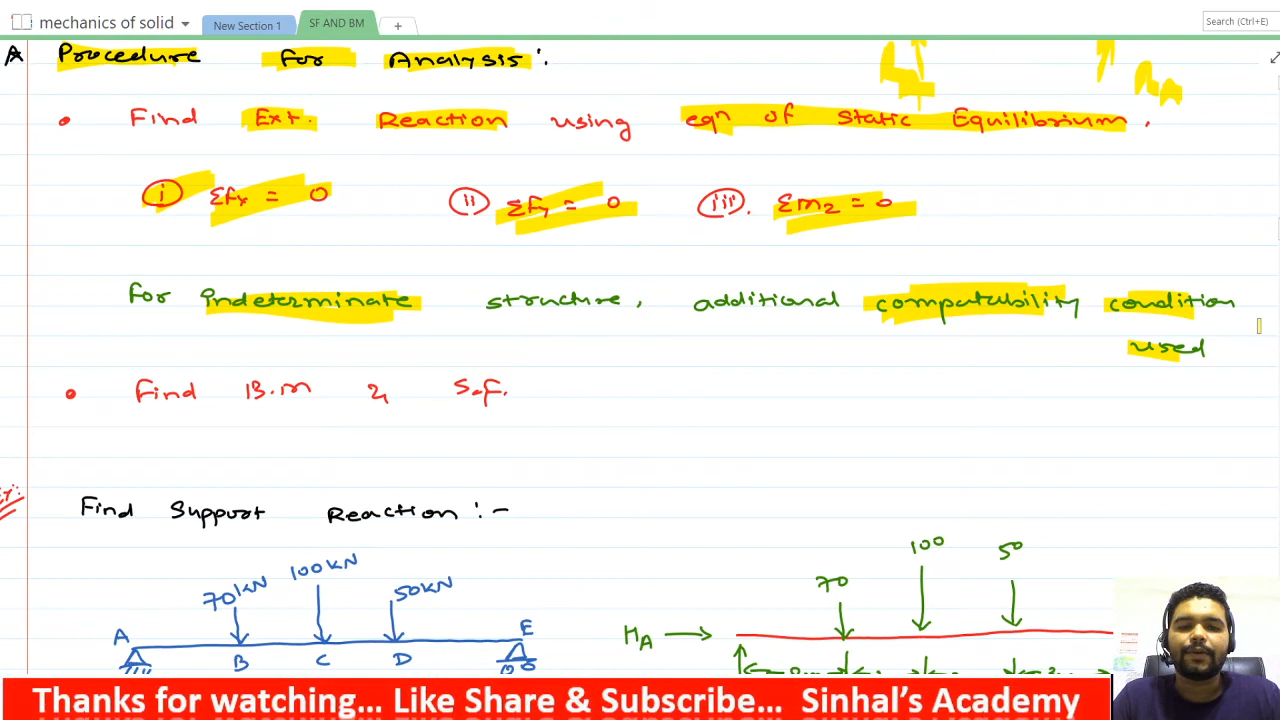 mechanics of solid
New Section 1
SF AND BM
Search (Ctrl+E)
Procedure for Analysis :
Find Ext. Reaction using eqn of Static Equilibrium.
i Σfx = 0 ii Σfy = 0 iii. Σmz = 0
for indeterminate structure, additional computability condition
used
Find B.m & S.f.
Ex:
Find Support Reaction :-
70kN 100kN 50kN
A B C D E
70 100 50
HA
Thanks for watching... Like Share & Subscribe... Sinhal's Academy